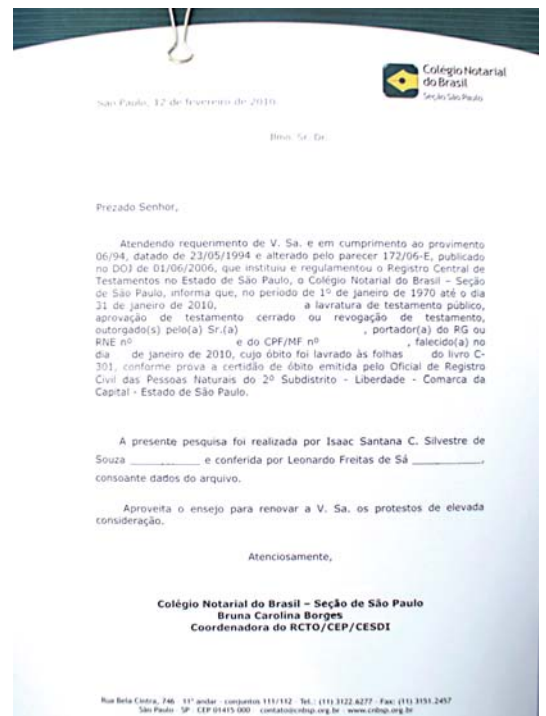 Colégio Notarial
do Brasil
Seção São Paulo
São Paulo, 12 de fevereiro de 2010
Ilmo. Sr. Dr.
Prezado Senhor,
Atendendo requerimento de V. Sa. e em cumprimento ao provimento
06/94, datado de 23/05/1994 e alterado pelo parecer 172/06-E, publicado
no DOJ de 01/06/2006, que instituiu e regulamentou o Registro Central de
Testamentos no Estado de São Paulo, o Colégio Notarial do Brasil – Seção
de São Paulo, informa que, no período de 1º de janeiro de 1970 até o dia
31 de janeiro de 2010, a lavratura de testamento público,
aprovação de testamento cerrado ou revogação de testamento,
outorgado(s) pelo(a) Sr.(a) , portador(a) do RG ou
RNE nº e do CPF/MF nº , falecido(a) no
dia de janeiro de 2010, cujo óbito foi lavrado às folhas do livro C-
301, conforme prova a certidão de óbito emitida pelo Oficial de Registro
Civil das Pessoas Naturais do 2º Subdistrito - Liberdade - Comarca da
Capital - Estado de São Paulo.
A presente pesquisa foi realizada por Isaac Santana C. Silvestre de
Souza ____________ e conferida por Leonardo Freitas de Sá ____________,
consoante dados do arquivo.
Aproveita o ensejo para renovar a V. Sa. os protestos de elevada
consideração.
Atenciosamente,
Colégio Notarial do Brasil – Seção de São Paulo
Bruna Carolina Borges
Coordenadora do RCTO/CEP/CESDI
Rua Bela Cintra, 746 - 11º andar - conjuntos 111/112 - Tel.: (11) 3122.6277 - Fax: (11) 3151.2457
São Paulo - SP - CEP 01415-000 - contato@cnbsp.org.br - www.cnbsp.org.br